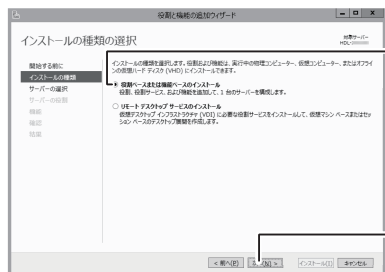 役割と機能の追加ウィザード
インストールの種類の選択
対象サーバー
HDL-
開始する前に
インストールの種類
サーバーの選択
サーバーの役割
機能
確認
結果
インストールの種類を選択します。役割および機能は、実行中の物理コンピューター、仮想コンピューター、またはオフライ
ンの仮想ハード ディスク (VHD) にインストールできます。
役割ベースまたは機能ベースのインストール
役割、役割サービス、および機能を追加して、1 台のサーバーを構成します。
リモート デスクトップ サービスのインストール
仮想デスクトップ インフラストラクチャ (VDI) に必要な役割サービスをインストールして、仮想マシン ベースまたはセッ
ション ベースのデスクトップ展開を作成します。
< 前へ(P)
(N) >
インストール(I)
キャンセル